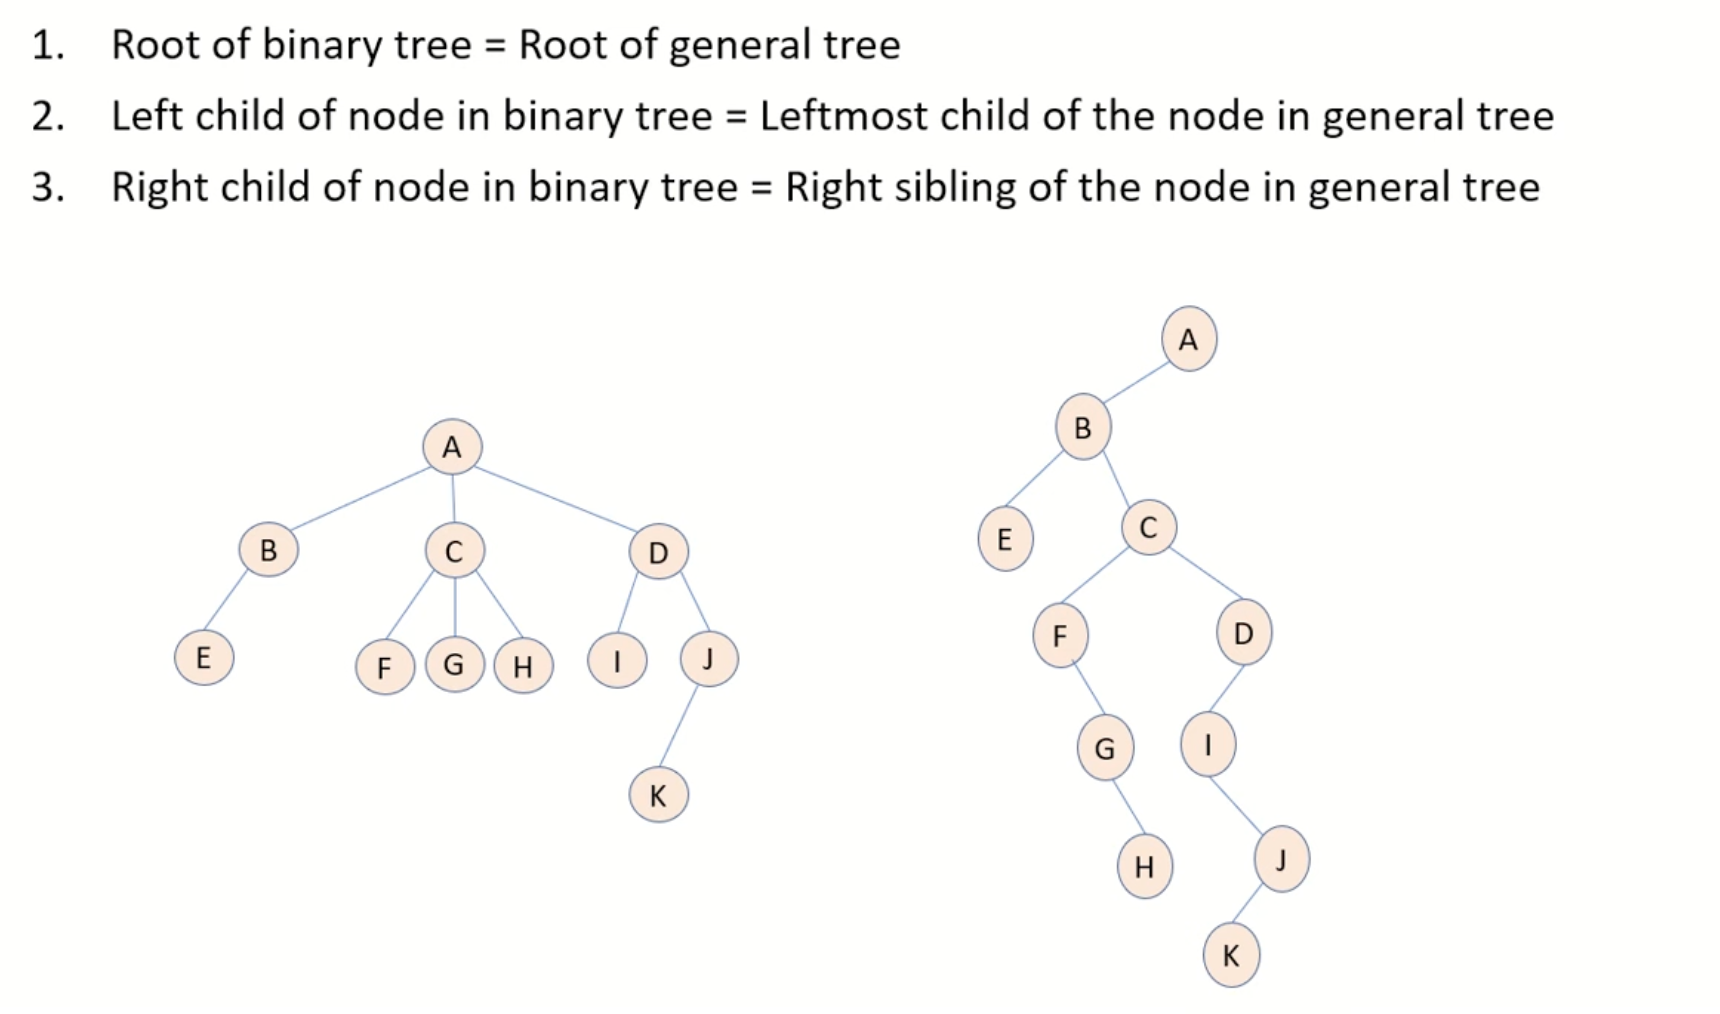 1. Root of binary tree = Root of general tree
2. Left child of node in binary tree = Leftmost child of the node in general tree
3. Right child of node in binary tree = Right sibling of the node in general tree
A
B C D
E F G H I J
K
A
B
E C
F D
G I
H J
K